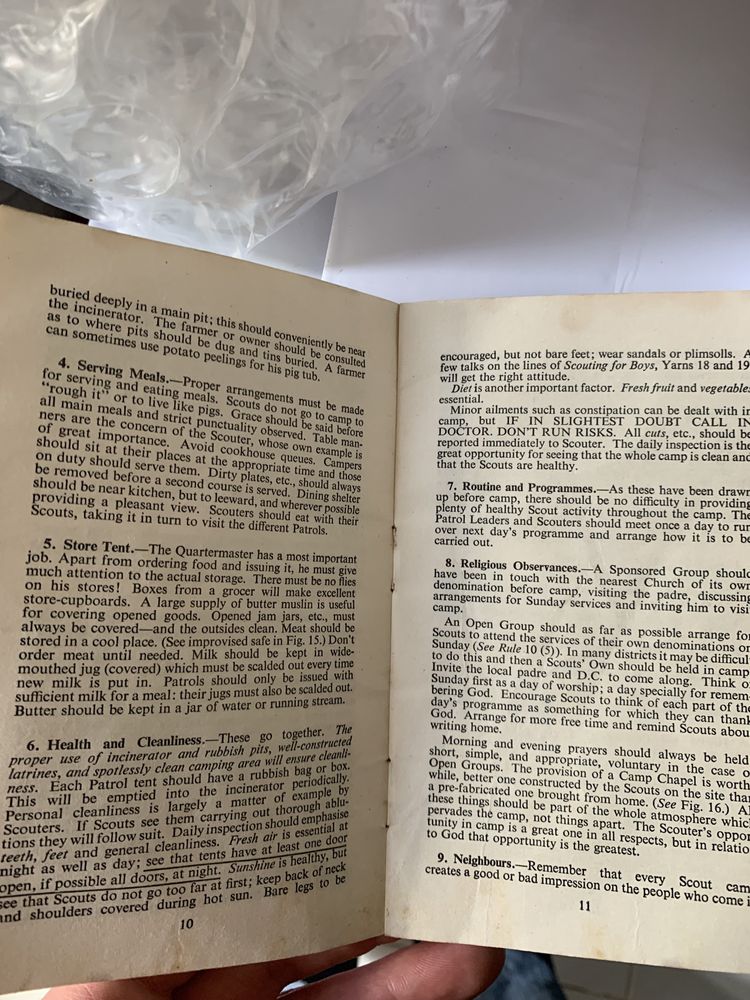 buried deeply in a main pit; this should conveniently be near
the incinerator. The farmer or owner should be consulted
as to where pits should be dug and tins buried. A farmer
can sometimes use potato peelings for his pig tub.
4. Serving Meals.—Proper arrangements must be made
for serving and eating meals. Scouts do not go to camp to
"rough it" or to live like pigs. Grace should be said before
all main meals and strict punctuality observed. Table man-
ners are the concern of the Scouter, whose own example is
of great importance. Avoid cookhouse queues. Campers
should sit at their places at the appropriate time and those
on duty should serve them. Dirty plates, etc., should always
be removed before a second course is served. Dining shelter
should be near kitchen, but to leeward, and wherever possible
providing a pleasant view. Scouters should eat with their
Scouts, taking it in turn to visit the different Patrols.
5. Store Tent.—The Quartermaster has a most important
job. Apart from ordering food and issuing it, he must give
much attention to the actual storage. There must be no flies
on his stores! Boxes from a grocer will make excellent
store-cupboards. A large supply of butter muslin is useful
for covering opened goods. Opened jam jars, etc., must
always be covered—and the outsides clean. Meat should be
stored in a cool place. (See improvised safe in Fig. 15.) Don't
order meat until needed. Milk should be kept in wide-
mouthed jug (covered) which must be scalded out every time
new milk is put in. Patrols should only be issued with
sufficient milk for a meal: their jugs must also be scalded out.
Butter should be kept in a jar of water or running stream.
6. Health and Cleanliness.—These go together. The
proper use of incinerator and rubbish pits, well-constructed
latrines, and spotlessly clean camping area will ensure cleanli-
ness. Each Patrol tent should have a rubbish bag or box.
This will be emptied into the incinerator periodically.
Personal cleanliness is largely a matter of example by
Scouters. If Scouts see them carrying out thorough ablu-
tions they will follow suit. Daily inspection should emphasise
teeth, feet and general cleanliness. Fresh air is essential at
night as well as day; see that tents have at least one door
open, if possible all doors, at night. Sunshine is healthy, but
see that Scouts do not go too far at first; keep back of neck
and shoulders covered during hot sun. Bare legs to be
10
encouraged, but not bare feet; wear sandals or plimsolls. A
few talks on the lines of Scouting for Boys, Yarns 18 and 19
will get the right attitude.
Diet is another important factor. Fresh fruit and vegetables
essential.
Minor ailments such as constipation can be dealt with in
camp, but IF IN SLIGHTEST DOUBT CALL IN
DOCTOR. DON'T RUN RISKS. All cuts, etc., should be
reported immediately to Scouter. The daily inspection is the
great opportunity for seeing that the whole camp is clean and
that the Scouts are healthy.
7. Routine and Programmes.—As these have been drawn
up before camp, there should be no difficulty in providing
plenty of healthy Scout activity throughout the camp. The
Patrol Leaders and Scouters should meet once a day to run
over next day's programme and arrange how it is to be
carried out.
8. Religious Observances.—A Sponsored Group should
have been in touch with the nearest Church of its own
denomination before camp, visiting the padre, discussing
arrangements for Sunday services and inviting him to visi
camp.
An Open Group should as far as possible arrange for
Scouts to attend the services of their own denominations on
Sunday (See Rule 10 (5)). In many districts it may be difficul
to do this and then a Scouts' Own should be held in camp
Invite the local padre and D.C. to come along. Think o
Sunday first as a day of worship; a day specially for remem
bering God. Encourage Scouts to think of each part of the
day's programme as something for which they can thank
God. Arrange for more free time and remind Scouts abou
writing home.
Morning and evening prayers should always be held
short, simple, and appropriate, voluntary in the case o
Open Groups. The provision of a Camp Chapel is worth
while, better one constructed by the Scouts on the site than
a pre-fabricated one brought from home. (See Fig. 16.) Al
these things should be part of the whole atmosphere which
pervades the camp, not things apart. The Scouter's oppor
tunity in camp is a great one in all respects, but in relatio
to God that opportunity is the greatest.
9. Neighbours.—Remember that every Scout cam
creates a good or bad impression on the people who come i
11